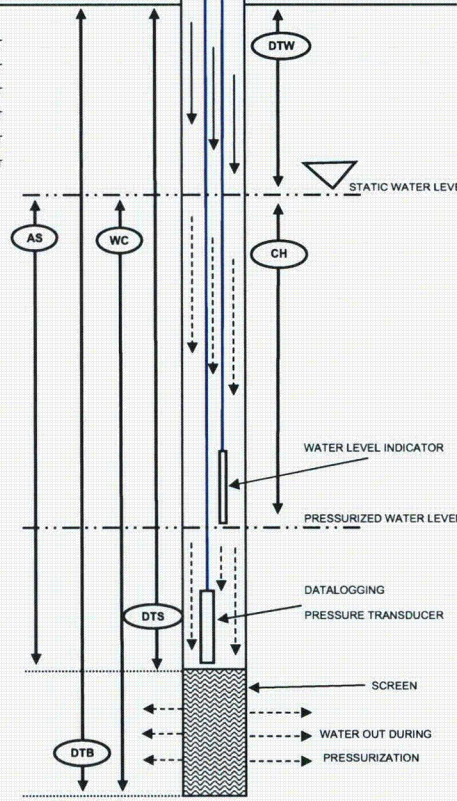 DTW
STATIC WATER LEVE
AS
WC
CH
WATER LEVEL INDICATOR
PRESSURIZED WATER LEVEL
DATALOGGING
PRESSURE TRANSDUCER
DTS
SCREEN
WATER OUT DURING
PRESSURIZATION
DTB